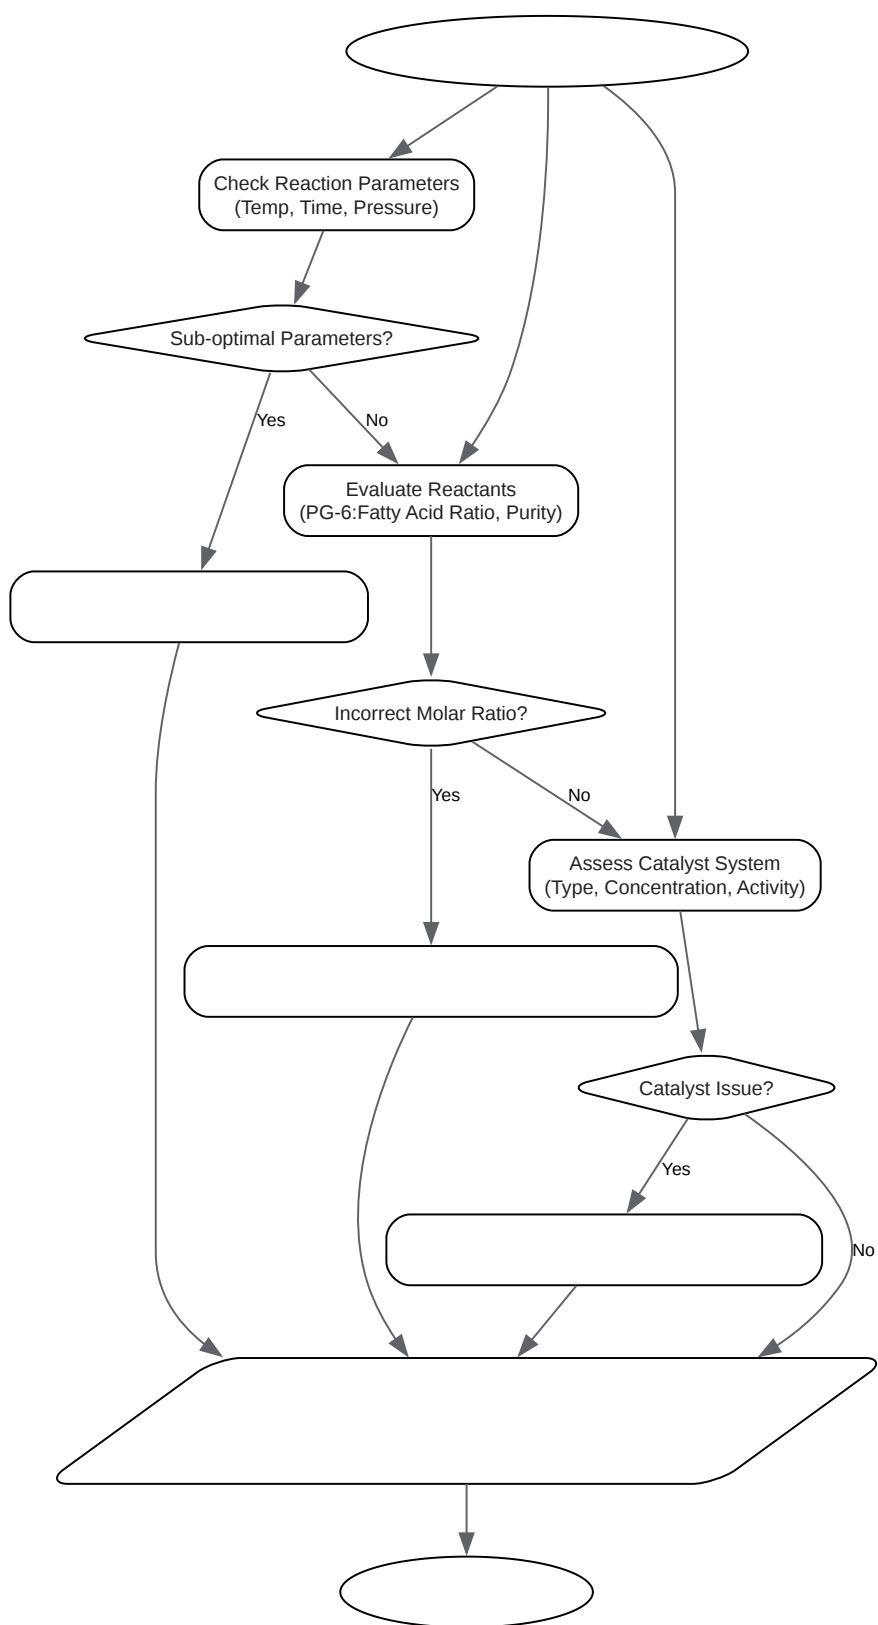 Check Reaction Parameters
(Temp, Time, Pressure)
Sub-optimal Parameters?
Yes
No
Evaluate Reactants
(PG-6:Fatty Acid Ratio, Purity)
Incorrect Molar Ratio?
Yes
No
Assess Catalyst System
(Type, Concentration, Activity)
Catalyst Issue?
Yes
No